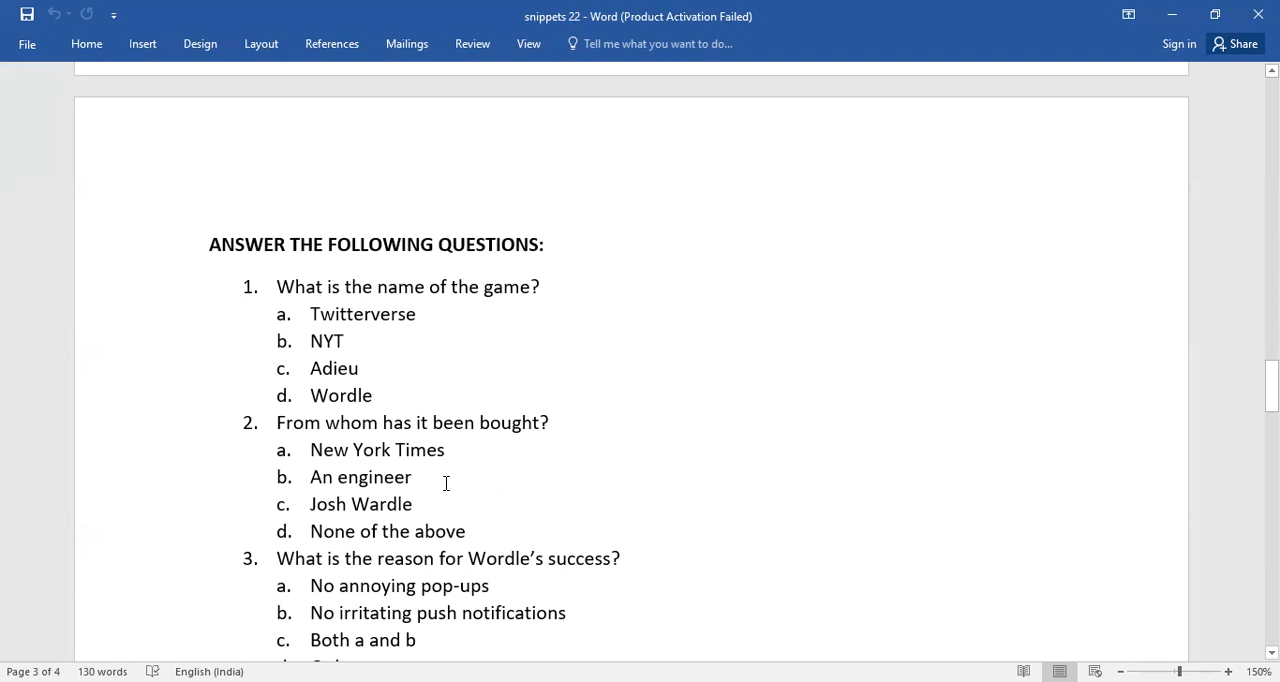 snippets 22 - Word (Product Activation Failed)
File Home Insert Design Layout References Mailings Review View Tell me what you want to do... Sign in Share
ANSWER THE FOLLOWING QUESTIONS:
1. What is the name of the game?
a. Twitterverse
b. NYT
c. Adieu
d. Wordle
2. From whom has it been bought?
a. New York Times
b. An engineer
c. Josh Wardle
d. None of the above
3. What is the reason for Wordle’s success?
a. No annoying pop-ups
b. No irritating push notifications
c. Both a and b
Page 3 of 4 130 words English (India) 150%